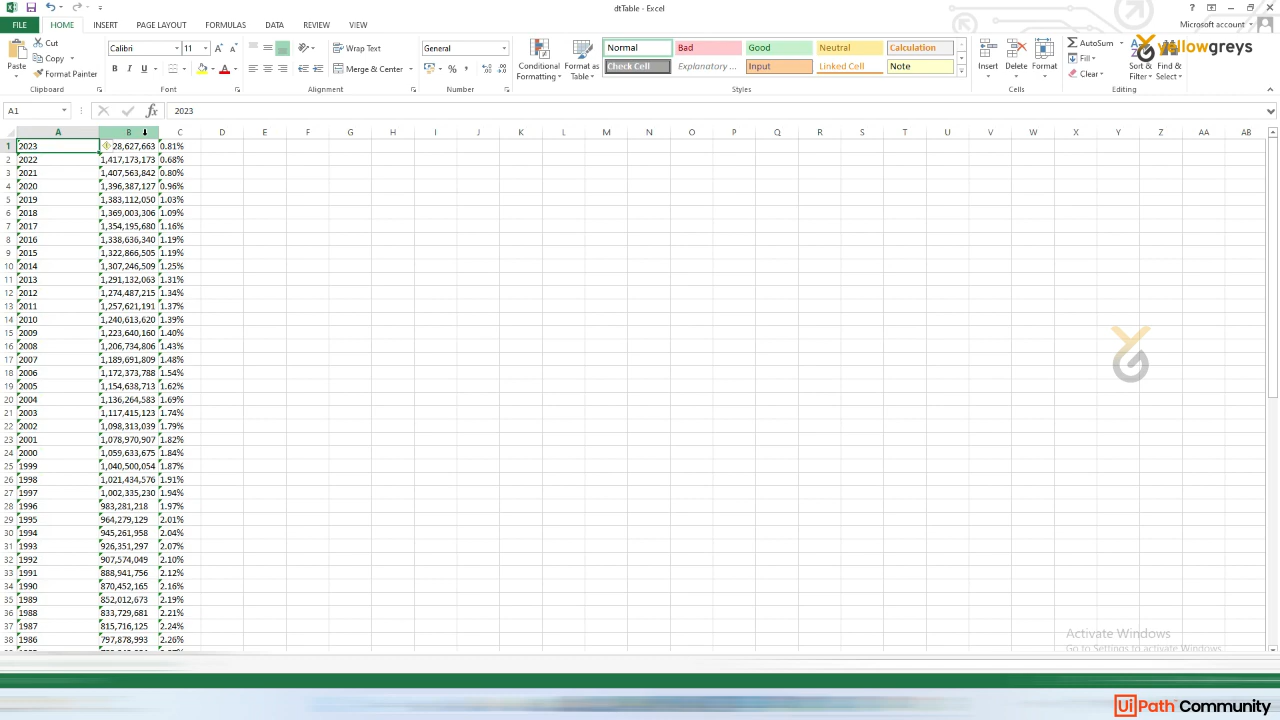 dtTable - Excel
FILE HOME INSERT PAGE LAYOUT FORMULAS DATA REVIEW VIEW Microsoft account
Paste Cut Copy Format Painter Clipboard
Calibri 11 B I U Font
Wrap Text Merge & Center Alignment
General % Number
Conditional Formatting Format as Table
Normal Bad Good Neutral Calculation
Check Cell Explanatory ... Input Linked Cell Note
Styles
Insert Delete Format Cells
AutoSum Fill Clear Sort & Filter Find & Select Editing
yellowgreys
A1 fx 2023
A B C D E F G H I J K L M N O P Q R S T U V W X Y Z AA AB
1 2023 28,627,663 0.81%
2 2022 1,417,173,173 0.68%
3 2021 1,407,563,842 0.80%
4 2020 1,396,387,127 0.96%
5 2019 1,383,112,050 1.03%
6 2018 1,369,003,306 1.09%
7 2017 1,354,195,680 1.16%
8 2016 1,338,636,340 1.19%
9 2015 1,322,866,505 1.19%
10 2014 1,307,246,509 1.25%
11 2013 1,291,132,063 1.31%
12 2012 1,274,487,215 1.34%
13 2011 1,257,621,191 1.37%
14 2010 1,240,613,620 1.39%
15 2009 1,223,640,160 1.40%
16 2008 1,206,734,806 1.43%
17 2007 1,189,691,809 1.48%
18 2006 1,172,373,788 1.54%
19 2005 1,154,638,713 1.62%
20 2004 1,136,264,583 1.69%
21 2003 1,117,415,123 1.74%
22 2002 1,098,313,039 1.79%
23 2001 1,078,970,907 1.82%
24 2000 1,059,633,675 1.84%
25 1999 1,040,500,054 1.87%
26 1998 1,021,434,576 1.91%
27 1997 1,002,335,230 1.94%
28 1996 983,281,218 1.97%
29 1995 964,279,129 2.01%
30 1994 945,261,958 2.04%
31 1993 926,351,297 2.07%
32 1992 907,574,049 2.10%
33 1991 888,941,756 2.12%
34 1990 870,452,165 2.16%
35 1989 852,012,673 2.19%
36 1988 833,729,681 2.21%
37 1987 815,716,125 2.24%
38 1986 797,878,993 2.26%
Activate Windows
Go to Settings to activate Windows.
UiPath Community